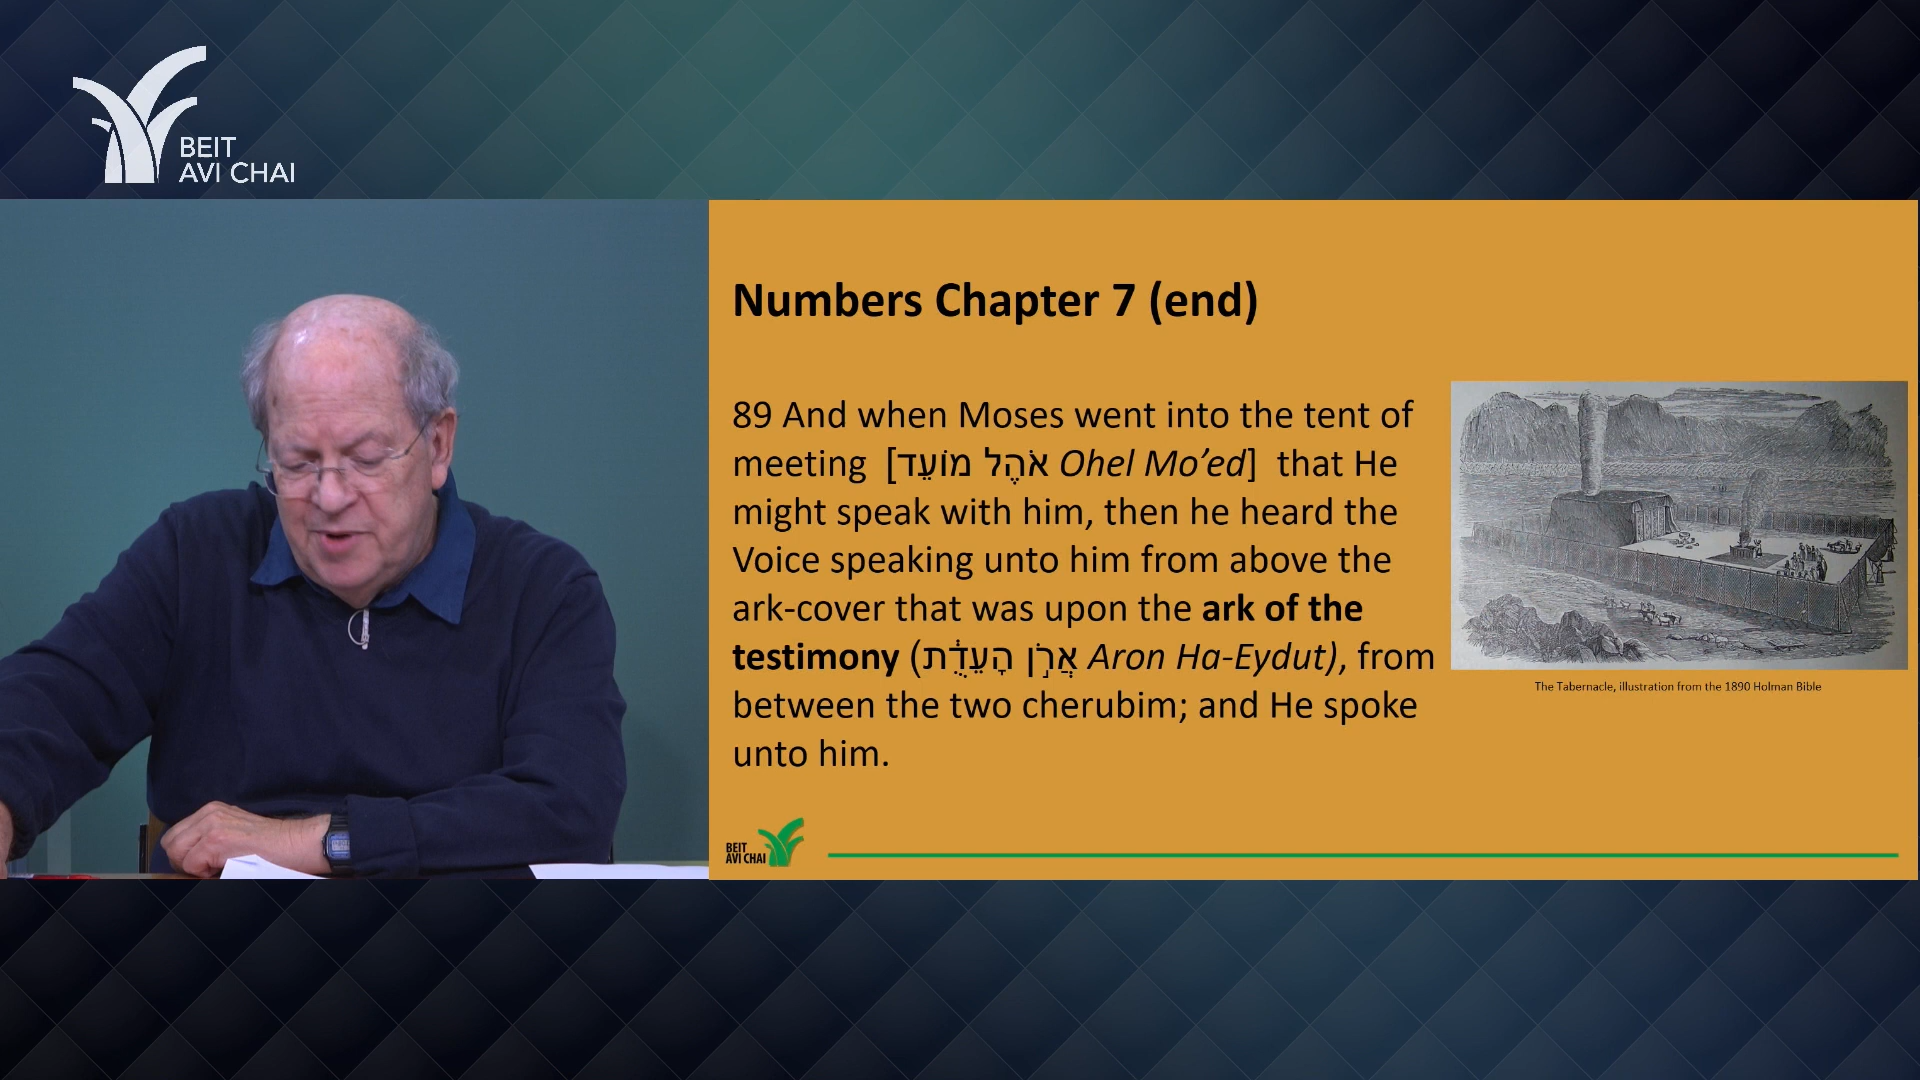 BEIT
AVI CHAI
Numbers Chapter 7 (end)
89 And when Moses went into the tent of
meeting [אֹהֶל מוֹעֵד Ohel Mo’ed] that He
might speak with him, then he heard the
Voice speaking unto him from above the
ark-cover that was upon the ark of the
testimony (אֲרֹ֣ן הָעֵדֻ֔ת Aron Ha-Eydut), from
between the two cherubim; and He spoke
unto him.
The Tabernacle, illustration from the 1890 Holman Bible
BEIT
AVI CHAI